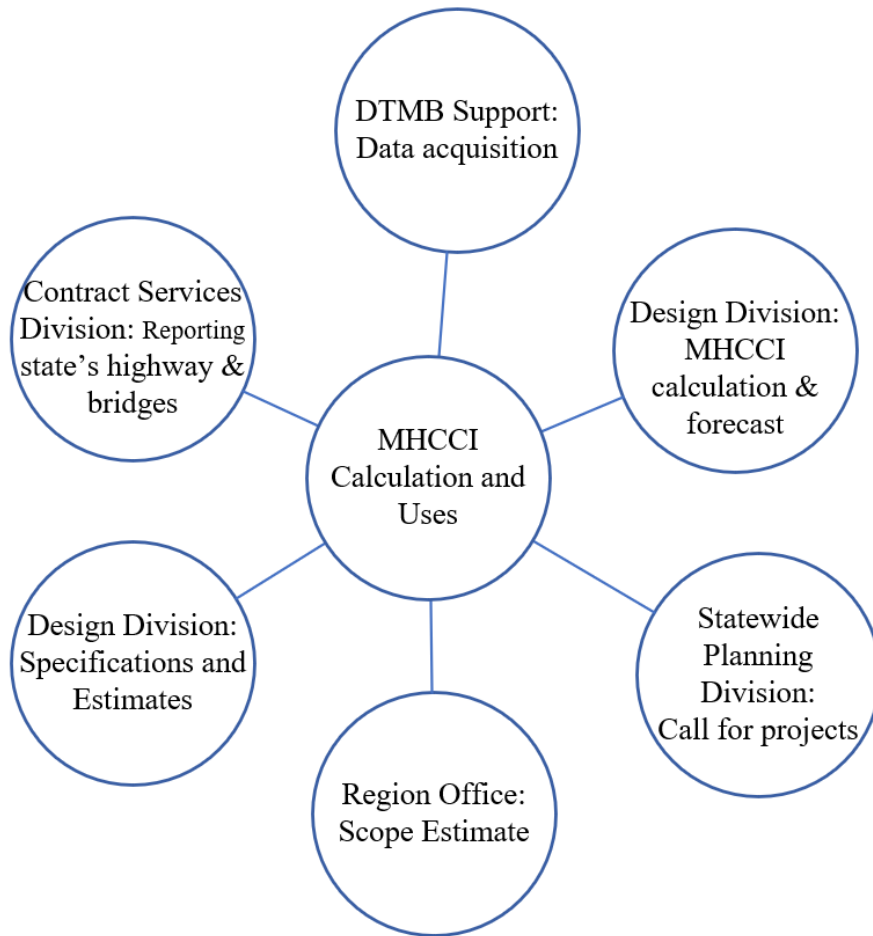 DTMB Support:
Data acquisition
Contract Services
Division: Reporting
state’s highway &
bridges
Design Division:
MHCCI
calculation &
forecast
MHCCI
Calculation and
Uses
Design Division:
Specifications and
Estimates
Statewide
Planning
Division:
Call for projects
Region Office:
Scope Estimate